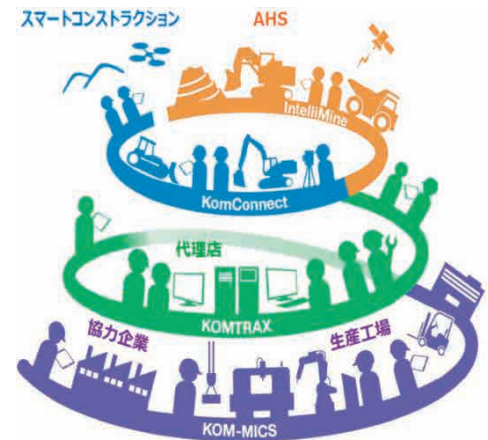 スマートコンストラクション
AHS
IntelliMine
KomConnect
代理店
KOMTRAX
協力企業
生産工場
KOM-MICS